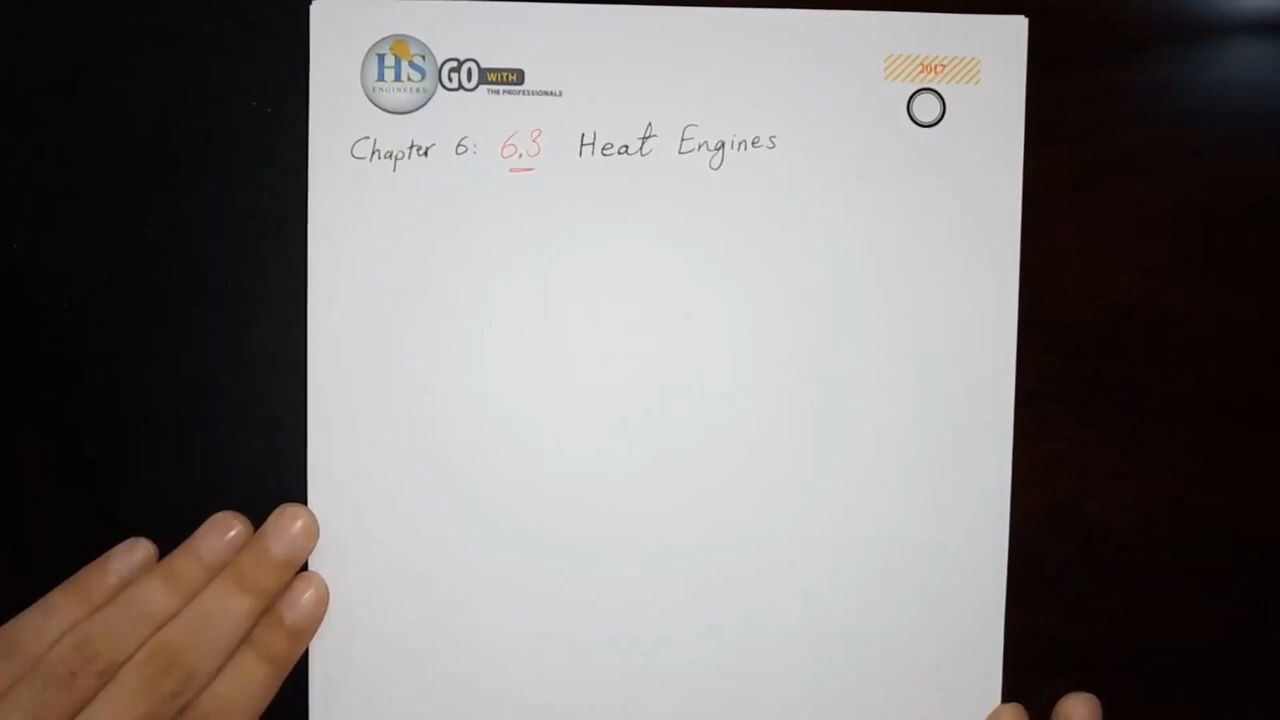 HS
ENGINEERS
GO WITH
THE PROFESSIONALS
2017
Chapter 6: 6.3 Heat Engines